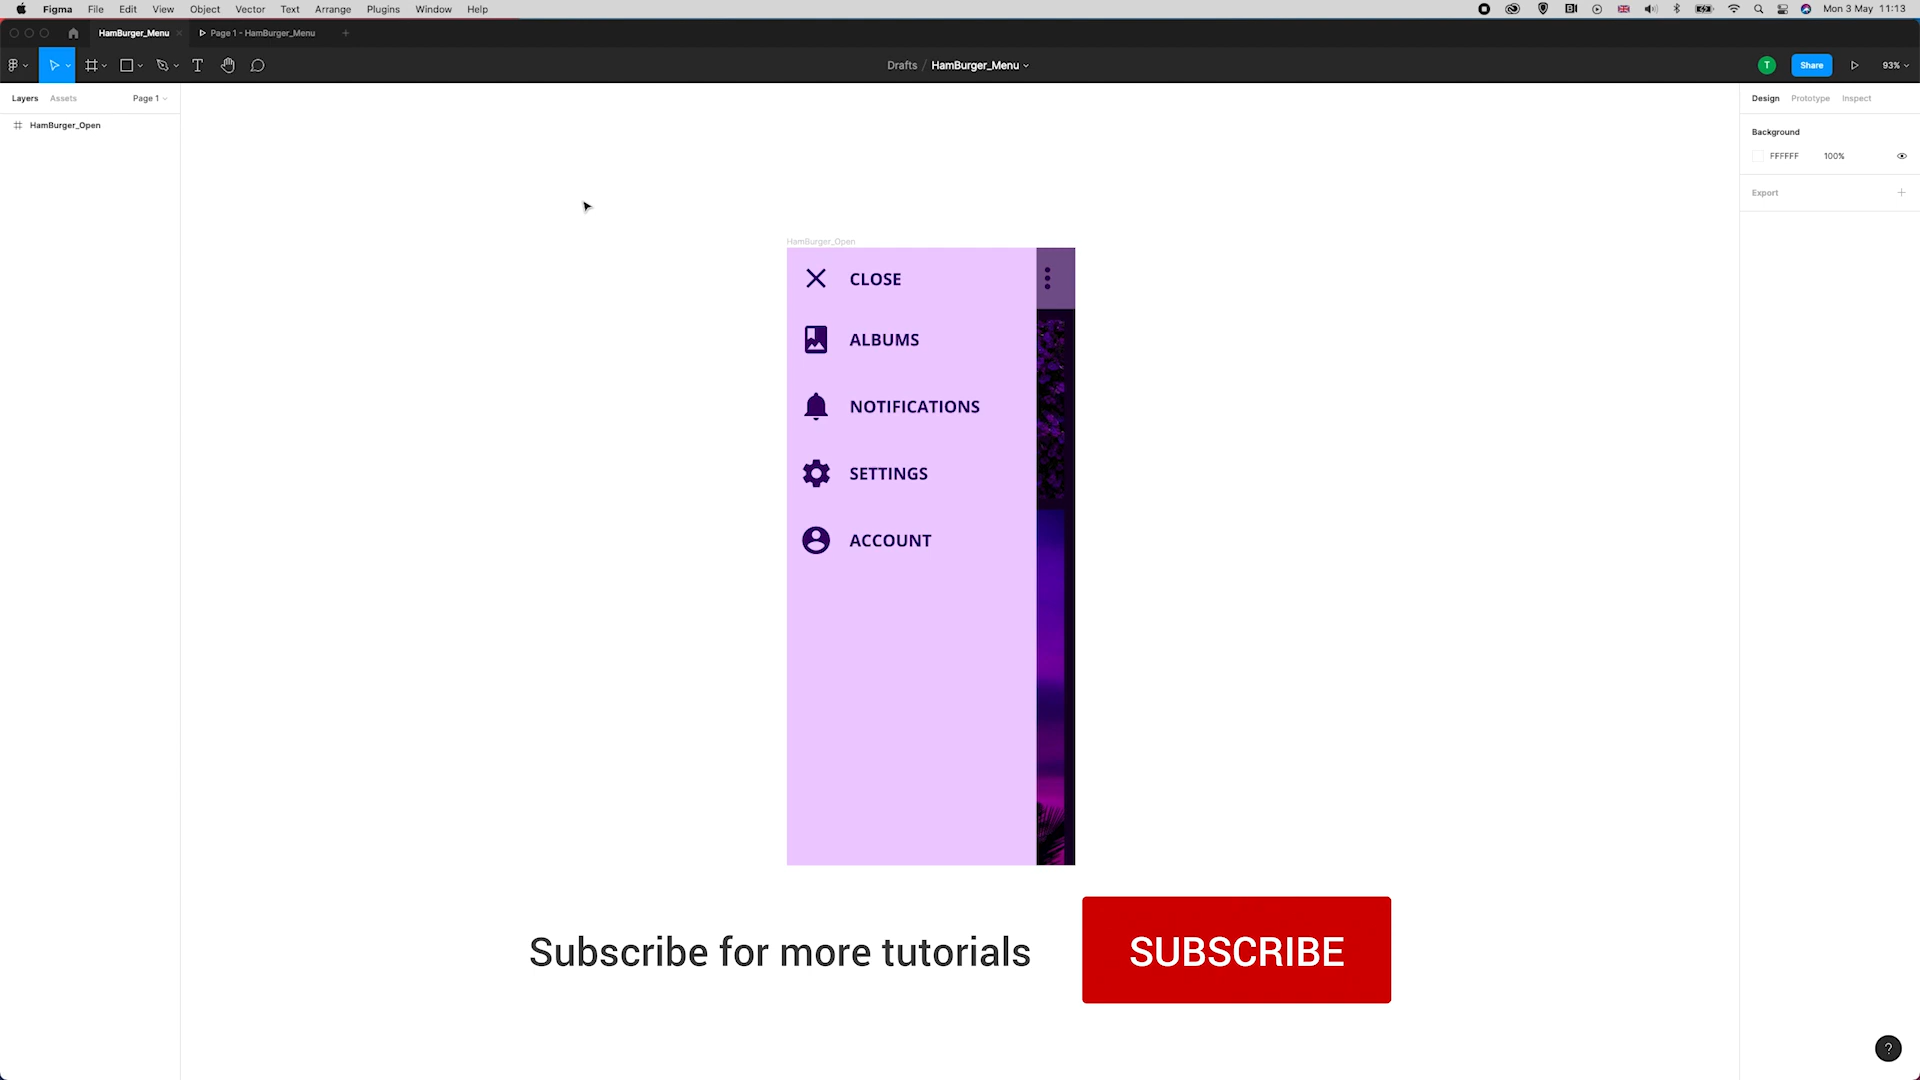 Figma File Edit View Object Vector Text Arrange Plugins Window Help Mon 3 May 11:13
HamBurger_Menu Page 1 - HamBurger_Menu
Drafts / HamBurger_Menu T Share 93%
Layers Assets Page 1 Design Prototype Inspect
HamBurger_Open
Background
FFFFFF 100%
Export
HamBurger_Open
CLOSE
ALBUMS
NOTIFICATIONS
SETTINGS
ACCOUNT
Subscribe for more tutorials SUBSCRIBE
?